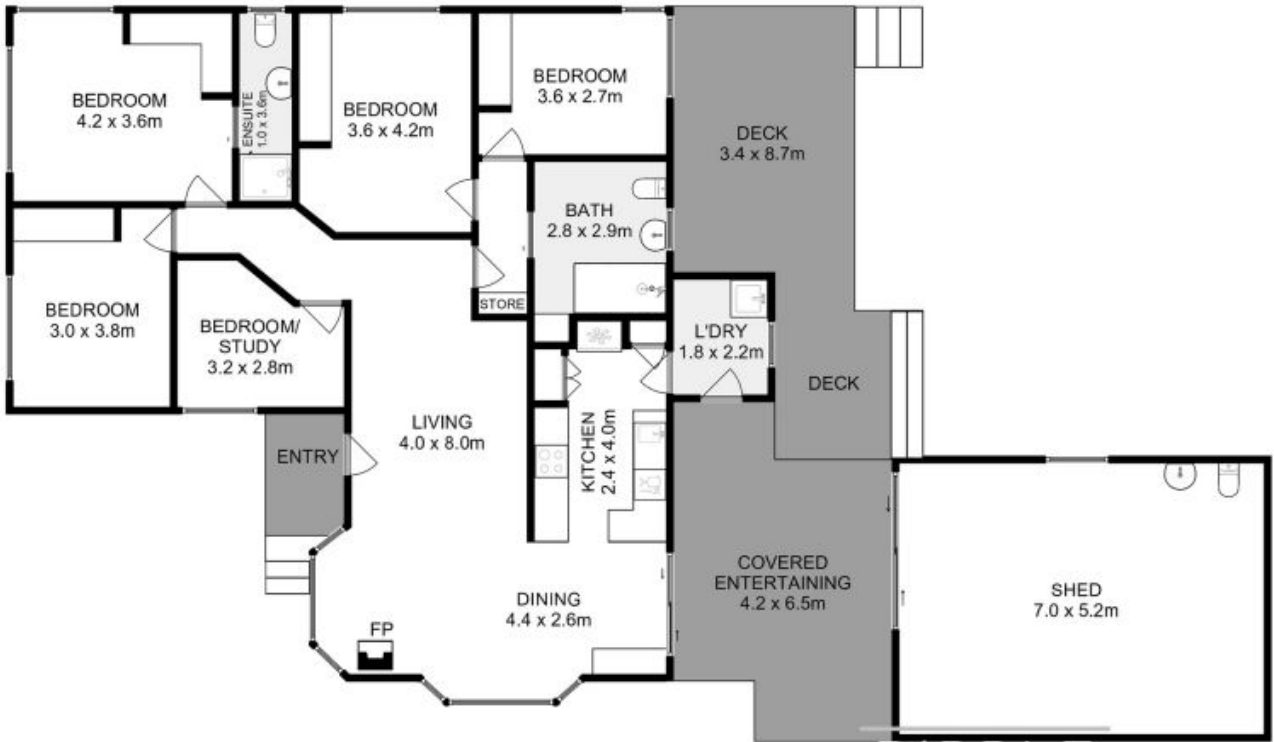 BEDROOM
4.2 x 3.6m
ENSUITE
1.0 x 3.6m
BEDROOM
3.6 x 4.2m
BEDROOM
3.6 x 2.7m
DECK
3.4 x 8.7m
BATH
2.8 x 2.9m
STORE
BEDROOM
3.0 x 3.8m
BEDROOM/
STUDY
3.2 x 2.8m
L'DRY
1.8 x 2.2m
DECK
ENTRY
LIVING
4.0 x 8.0m
KITCHEN
2.4 x 4.0m
COVERED
ENTERTAINING
4.2 x 6.5m
SHED
7.0 x 5.2m
DINING
4.4 x 2.6m
FP